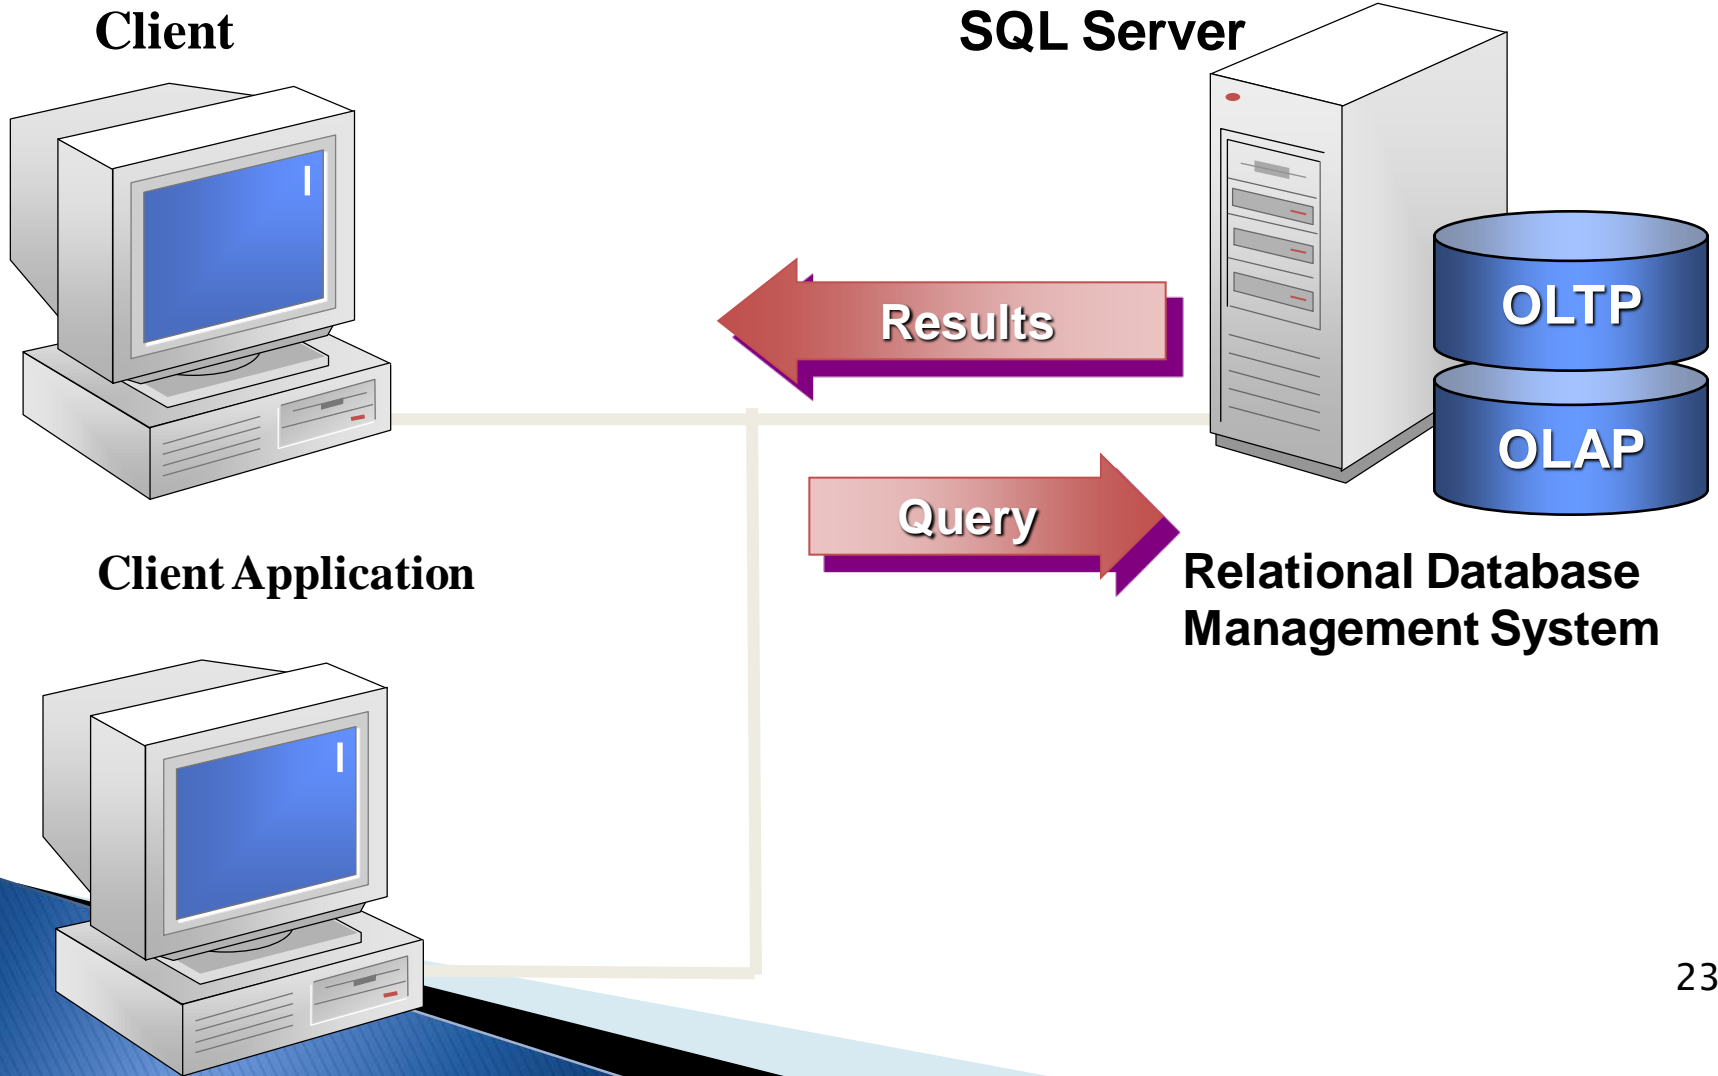 Client
SQL Server
Results
OLTP
OLAP
Query
Client Application
Relational Database
Management System
23